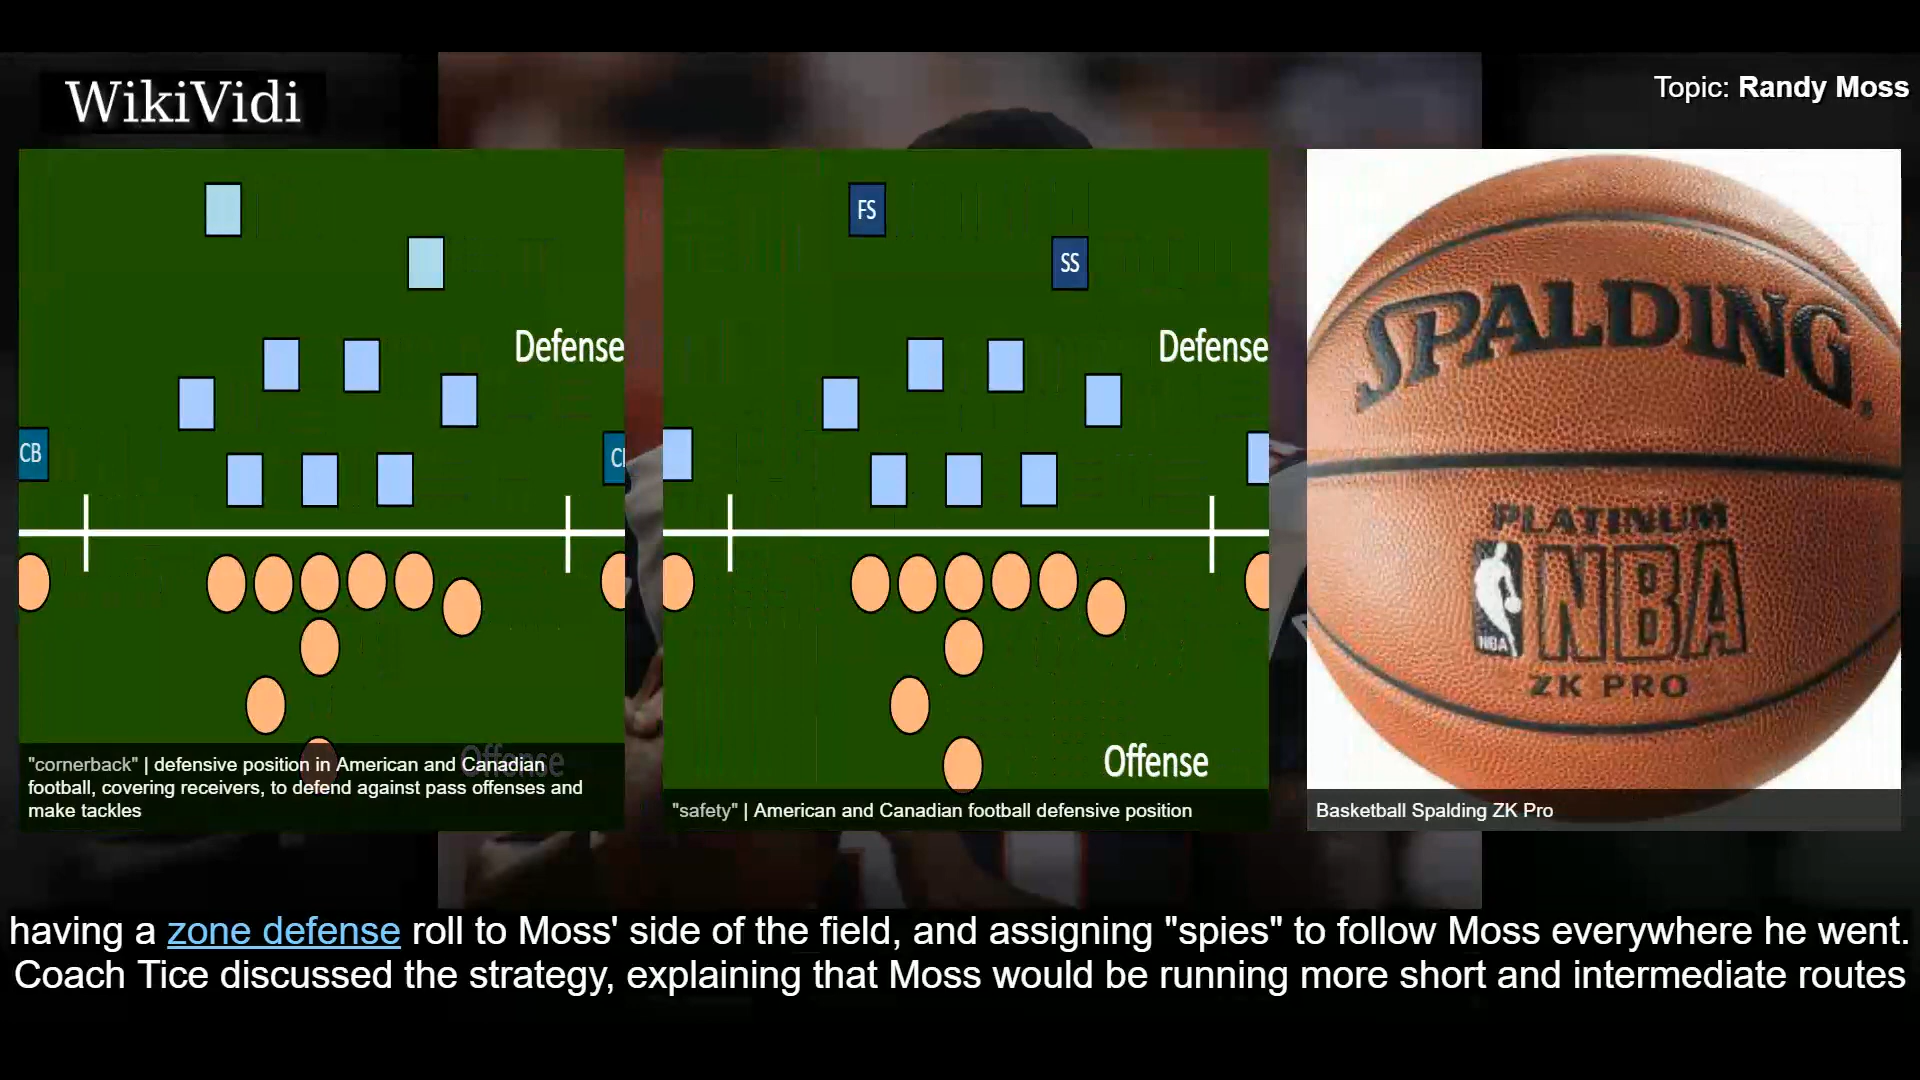 WikiVidi
Topic: Randy Moss
FS
SS
Defense
Defense
CB
SPALDING
PLATINUM
NBA
NBA
ZK PRO
Offense
Offense
"cornerback" | defensive position in American and Canadian
football, covering receivers, to defend against pass offenses and
make tackles
"safety" | American and Canadian football defensive position
Basketball Spalding ZK Pro
having a zone defense roll to Moss' side of the field, and assigning "spies" to follow Moss everywhere he went.
Coach Tice discussed the strategy, explaining that Moss would be running more short and intermediate routes